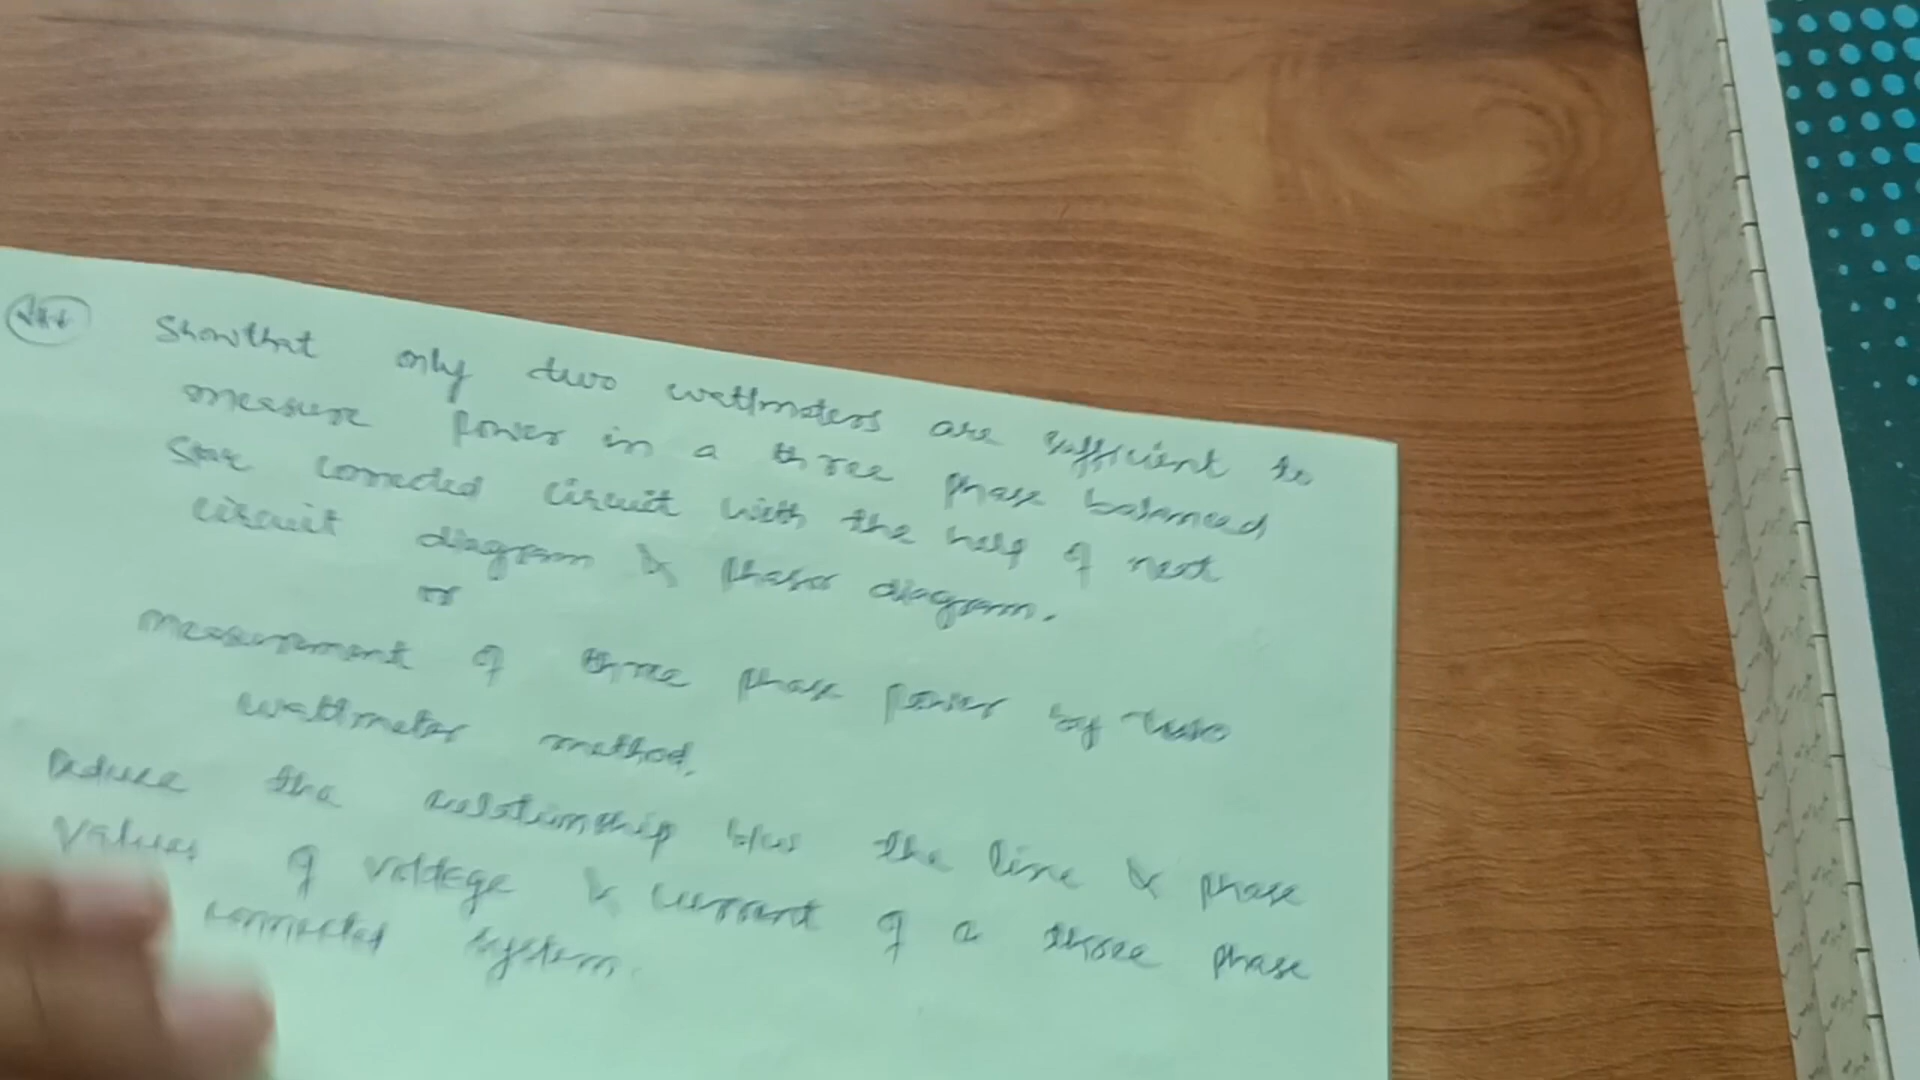 Show that only two wattmeters are sufficient to
measure power in a three phase balanced
star connected circuit with the help of neat
circuit diagram & phasor diagram.
or
measurement of three phase power by two
wattmeter method.
Deduce the relationship b/w the line & phase
values of voltage & current of a three phase
connected system.